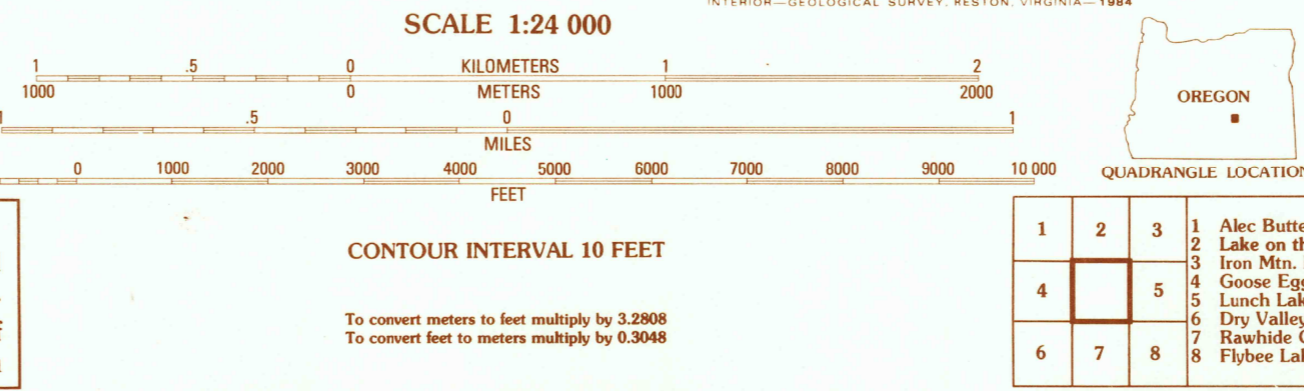 INTERIOR—GEOLOGICAL SURVEY, RESTON, VIRGINIA—1984
SCALE 1:24 000
1 .5 0 KILOMETERS 1 2
1000 0 METERS 1000 2000
.5 0 1
MILES
0 1000 2000 3000 4000 5000 6000 7000 8000 9000 10 000
FEET
OREGON
QUADRANGLE LOCATION
CONTOUR INTERVAL 10 FEET
To convert meters to feet multiply by 3.2808
To convert feet to meters multiply by 0.3048
1 2 3
4 5
6 7 8
1 Alec Butte
2 Lake on th
3 Iron Mtn.
4 Goose Egg
5 Lunch Lak
6 Dry Valley
7 Rawhide
8 Flybee Lak